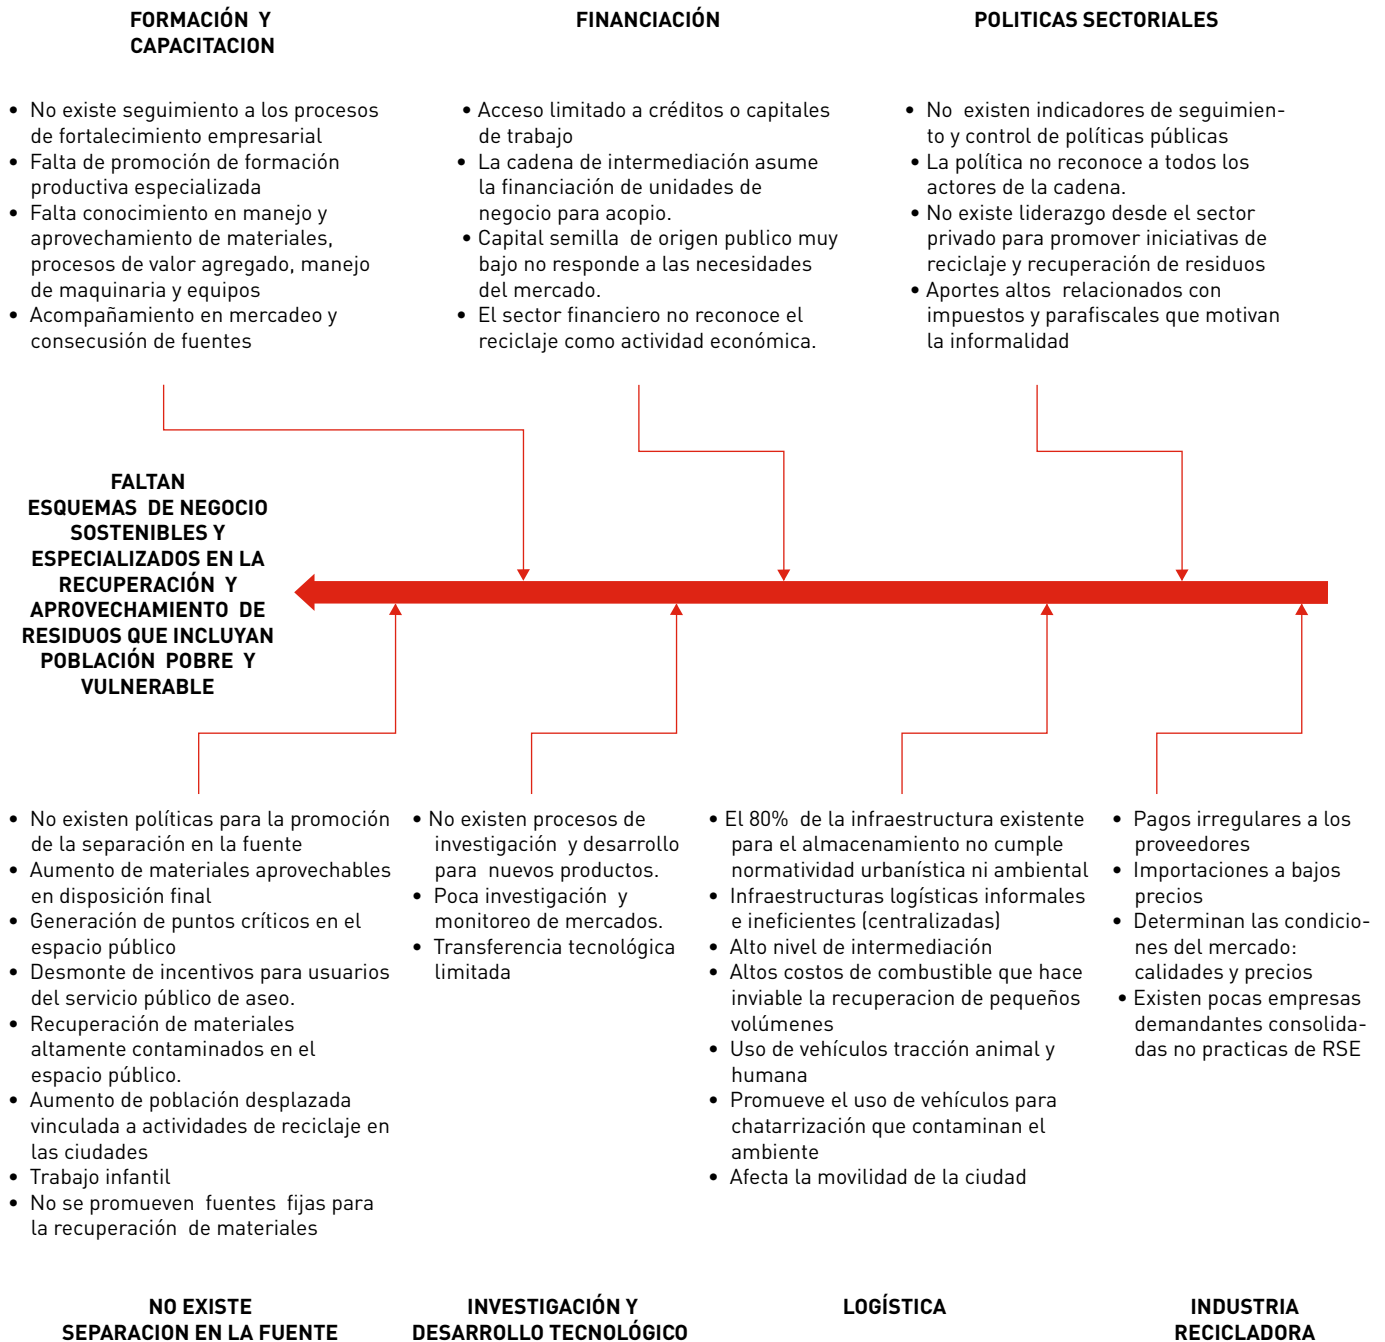 FORMACIÓN Y
CAPACITACION
• No existe seguimiento a los procesos
de fortalecimiento empresarial
• Falta de promoción de formación
productiva especializada
• Falta conocimiento en manejo y
aprovechamiento de materiales,
procesos de valor agregado, manejo
de maquinaria y equipos
• Acompañamiento en mercadeo y
consecusión de fuentes
FINANCIACIÓN
• Acceso limitado a créditos o capitales
de trabajo
• La cadena de intermediación asume
la financiación de unidades de
negocio para acopio.
• Capital semilla de origen publico muy
bajo no responde a las necesidades
del mercado.
• El sector financiero no reconoce el
reciclaje como actividad económica.
POLITICAS SECTORIALES
• No existen indicadores de seguimien-
to y control de políticas públicas
• La política no reconoce a todos los
actores de la cadena.
• No existe liderazgo desde el sector
privado para promover iniciativas de
reciclaje y recuperación de residuos
• Aportes altos relacionados con
impuestos y parafiscales que motivan
la informalidad
FALTAN
ESQUEMAS DE NEGOCIO
SOSTENIBLES Y
ESPECIALIZADOS EN LA
RECUPERACIÓN Y
APROVECHAMIENTO DE
RESIDUOS QUE INCLUYAN
POBLACIÓN POBRE Y
VULNERABLE
• No existen políticas para la promoción
de la separación en la fuente
• Aumento de materiales aprovechables
en disposición final
• Generación de puntos críticos en el
espacio público
• Desmonte de incentivos para usuarios
del servicio público de aseo.
• Recuperación de materiales
altamente contaminados en el
espacio público.
• Aumento de población desplazada
vinculada a actividades de reciclaje en
las ciudades
• Trabajo infantil
• No se promueven fuentes fijas para
la recuperación de materiales
NO EXISTE
SEPARACION EN LA FUENTE
• No existen procesos de
investigación y desarrollo
para nuevos productos.
• Poca investigación y
monitoreo de mercados.
• Transferencia tecnológica
limitada
INVESTIGACIÓN Y
DESARROLLO TECNOLÓGICO
• El 80% de la infraestructura existente
para el almacenamiento no cumple
normatividad urbanística ni ambiental
• Infraestructuras logísticas informales
e ineficientes (centralizadas)
• Alto nivel de intermediación
• Altos costos de combustible que hace
inviable la recuperacion de pequeños
volúmenes
• Uso de vehículos tracción animal y
humana
• Promueve el uso de vehículos para
chatarrización que contaminan el
ambiente
• Afecta la movilidad de la ciudad
LOGÍSTICA
• Pagos irregulares a los
proveedores
• Importaciones a bajos
precios
• Determinan las condicio-
nes del mercado:
calidades y precios
• Existen pocas empresas
demandantes consolida-
das no practicas de RSE
INDUSTRIA
RECICLADORA